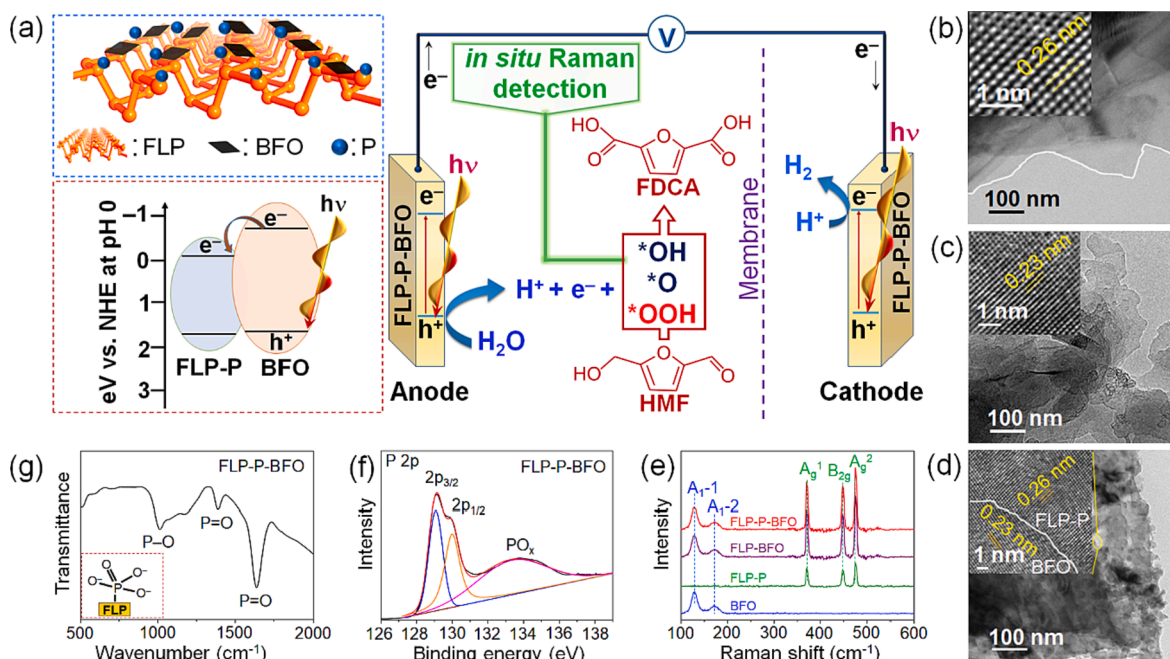 (a)
: FLP
: BFO
: P
eV vs. NHE at pH 0
−1
0
1
2
3
e⁻
e⁻
hν
h⁺
FLP-P
BFO
V
e⁻
e⁻
in situ Raman
detection
HO
O
O
O
OH
FDCA
hν
e⁻
FLP-P-BFO
h⁺
H⁺ + e⁻ +
H₂O
*OH
*O
*OOH
HO
O
O
HMF
Anode
Membrane
H₂
H⁺
hν
e⁻
FLP-P-BFO
h⁺
Cathode
(b)
0.26 nm
1 nm
100 nm
(c)
0.23 nm
1 nm
100 nm
(g)
FLP-P-BFO
Transmittance
P–O
P=O
P=O
O
O⁻
P
O⁻
O⁻
FLP
500
1000
1500
2000
Wavenumber (cm⁻¹)
(f)
P 2p
FLP-P-BFO
2p₃/₂
2p₁/₂
POₓ
Intensity
126
130
134
138
Binding energy (eV)
(e)
A₁-1
A₁-2
A_g¹
B₂g
A_g²
FLP-P-BFO
FLP-BFO
FLP-P
BFO
Intensity
100
200
300
400
500
600
Raman shift (cm⁻¹)
(d)
0.26 nm
0.23 nm
FLP-P
1 nm
BFO
100 nm